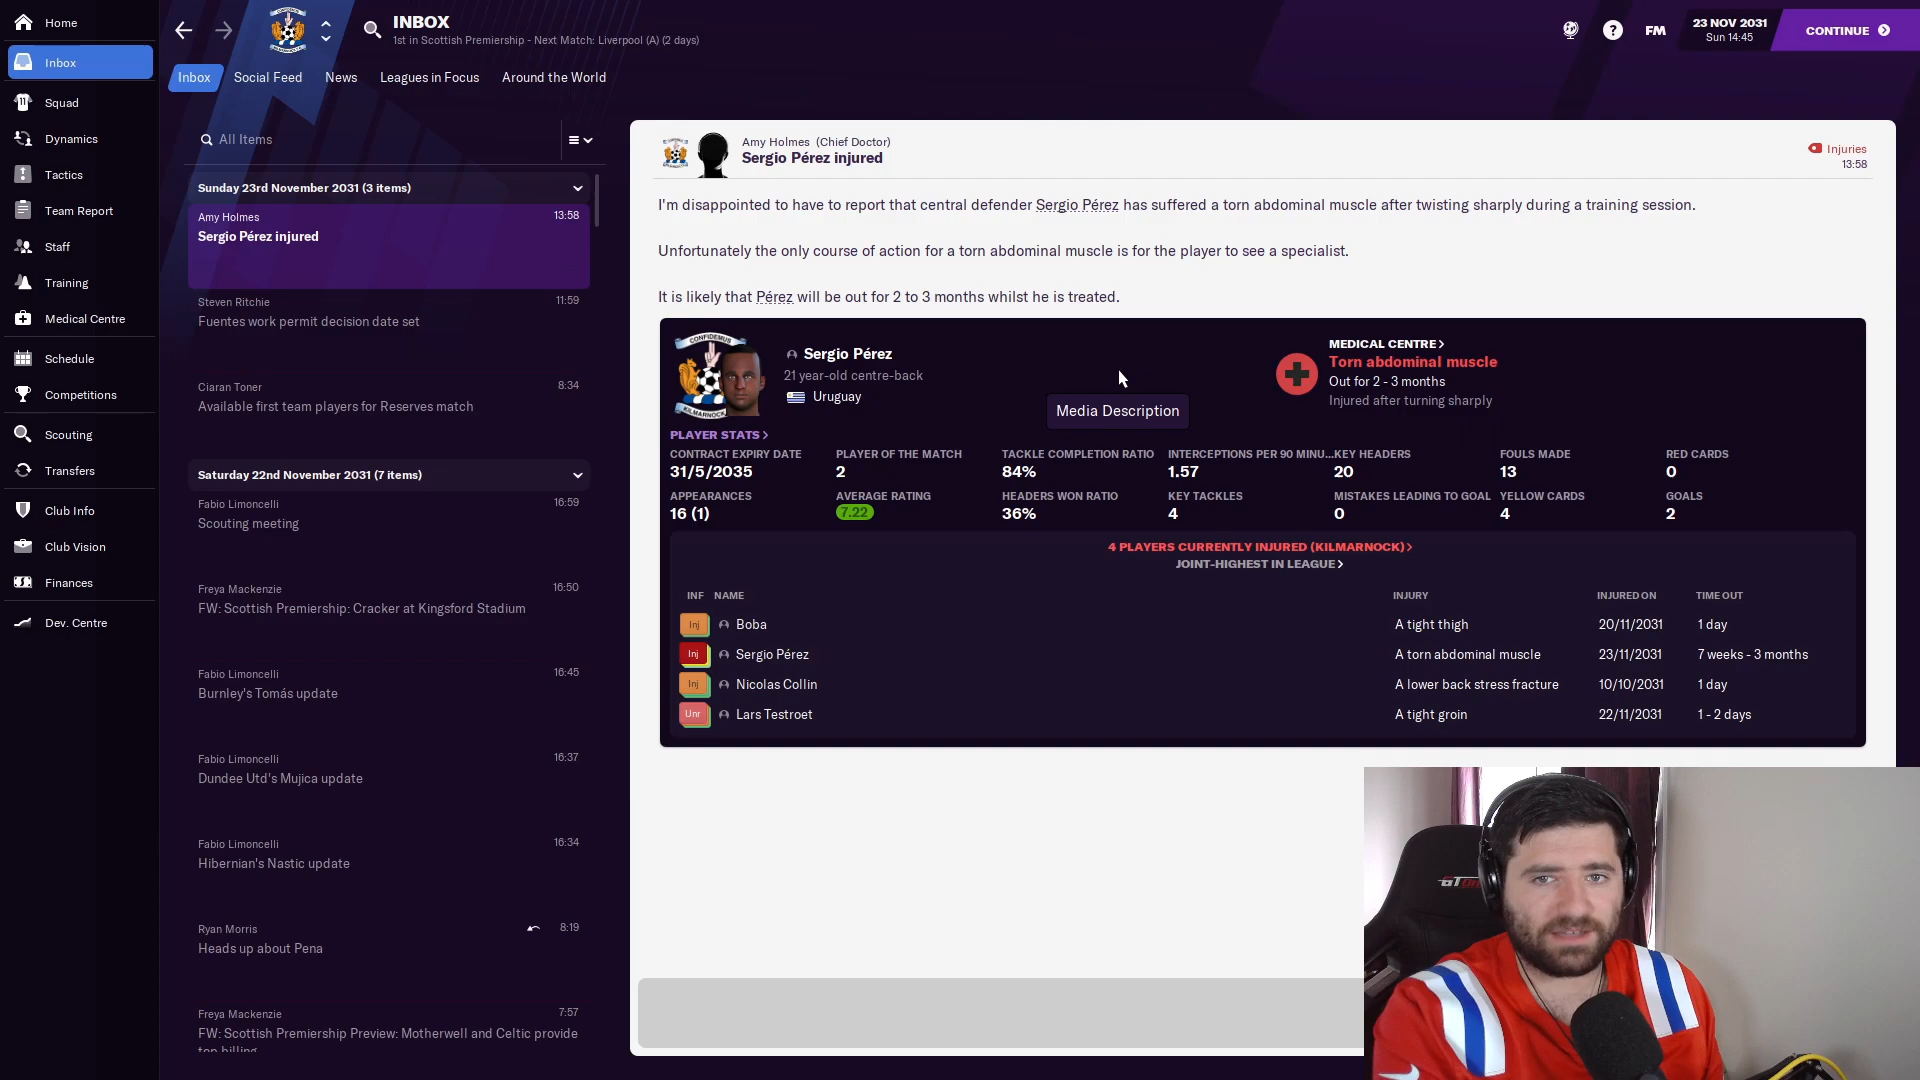 Home
Inbox
Squad
Dynamics
Tactics
Team Report
Staff
Training
Medical Centre
Schedule
Competitions
Scouting
Transfers
Club Info
Club Vision
Finances
Dev. Centre
INBOX
1st in Scottish Premiership - Next Match: Liverpool (A) (2 days)
FM
23 NOV 2031
Sun 14:45
CONTINUE
Inbox Social Feed News Leagues in Focus Around the World
All Items
Sunday 23rd November 2031 (3 items)
Amy Holmes 13:58
Sergio Pérez injured
Steven Ritchie 11:59
Fuentes work permit decision date set
Ciaran Toner 8:34
Available first team players for Reserves match
Saturday 22nd November 2031 (7 items)
Fabio Limoncelli 16:59
Scouting meeting
Freya Mackenzie 16:50
FW: Scottish Premiership: Cracker at Kingsford Stadium
Fabio Limoncelli 16:45
Burnley's Tomás update
Fabio Limoncelli 16:37
Dundee Utd's Mujica update
Fabio Limoncelli 16:34
Hibernian's Nastic update
Ryan Morris 8:19
Heads up about Pena
Freya Mackenzie 7:57
FW: Scottish Premiership Preview: Motherwell and Celtic provide
top billing
Amy Holmes (Chief Doctor)
Sergio Pérez injured
Injuries
13:58
I'm disappointed to have to report that central defender Sergio Pérez has suffered a torn abdominal muscle after twisting sharply during a training session.
Unfortunately the only course of action for a torn abdominal muscle is for the player to see a specialist.
It is likely that Pérez will be out for 2 to 3 months whilst he is treated.
CONFIDEMUS
KILMARNOCK
Sergio Pérez
21 year-old centre-back
Uruguay
Media Description
MEDICAL CENTRE >
Torn abdominal muscle
Out for 2 - 3 months
Injured after turning sharply
PLAYER STATS >
CONTRACT EXPIRY DATE PLAYER OF THE MATCH TACKLE COMPLETION RATIO INTERCEPTIONS PER 90 MINU... KEY HEADERS FOULS MADE RED CARDS
31/5/2035 2 84% 1.57 20 13 0
APPEARANCES AVERAGE RATING HEADERS WON RATIO KEY TACKLES MISTAKES LEADING TO GOAL YELLOW CARDS GOALS
16 (1) 7.22 36% 4 0 4 2
4 PLAYERS CURRENTLY INJURED (KILMARNOCK) >
JOINT-HIGHEST IN LEAGUE >
INF NAME INJURY INJURED ON TIME OUT
Inj Boba A tight thigh 20/11/2031 1 day
Inj Sergio Pérez A torn abdominal muscle 23/11/2031 7 weeks - 3 months
Inj Nicolas Collin A lower back stress fracture 10/10/2031 1 day
Unr Lars Testroet A tight groin 22/11/2031 1 - 2 days